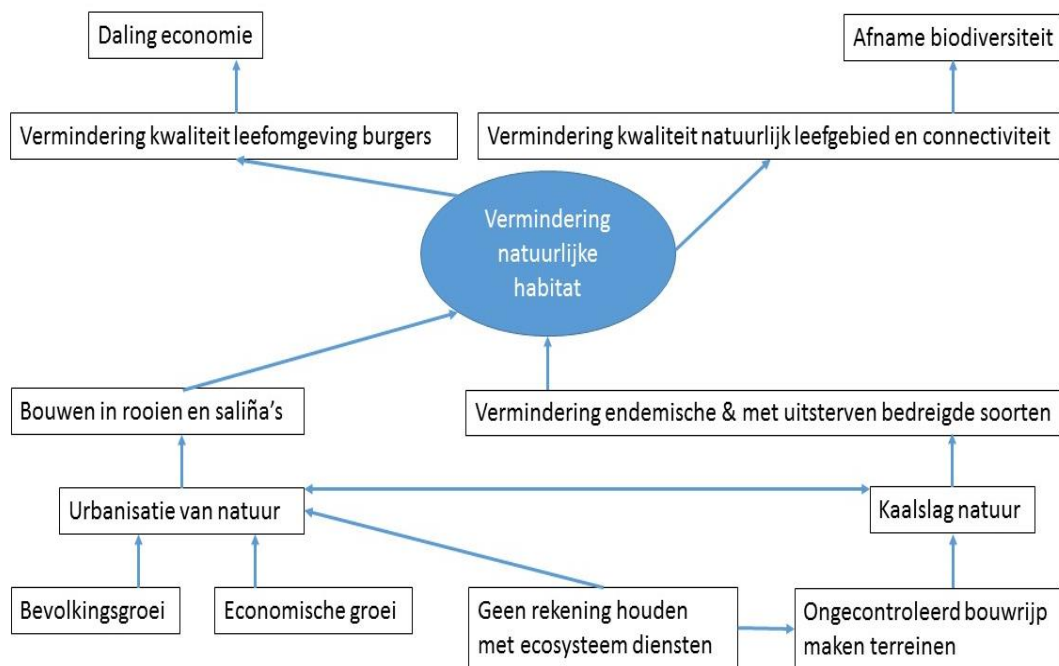 Daling economie
Afname biodiversiteit
Vermindering kwaliteit leefomgeving burgers
Vermindering kwaliteit natuurlijk leefgebied en connectiviteit
Vermindering
natuurlijke
habitat
Bouwen in rooien en saliña's
Vermindering endemische & met uitsterven bedreigde soorten
Urbanisatie van natuur
Kaalslag natuur
Bevolkingsgroei
Economische groei
Geen rekening houden
met ecosysteem diensten
Ongecontroleerd bouwrijp
maken terreinen